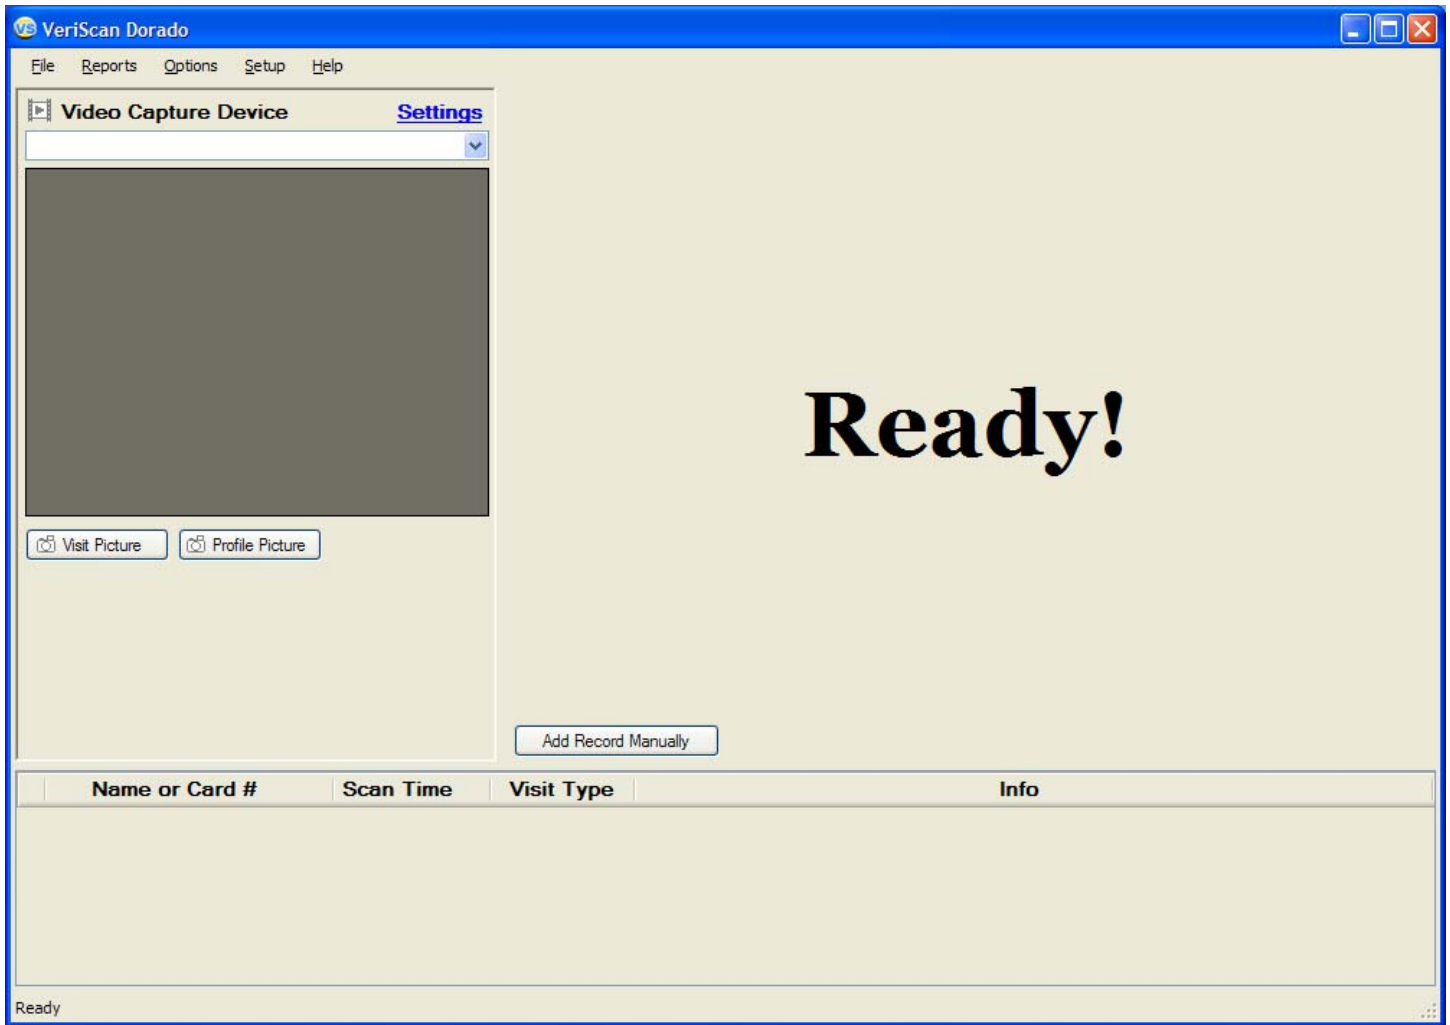 VS VeriScan Dorado
File Reports Options Setup Help
Video Capture Device Settings
Ready!
Visit Picture Profile Picture
Add Record Manually
Name or Card # Scan Time Visit Type Info
Ready